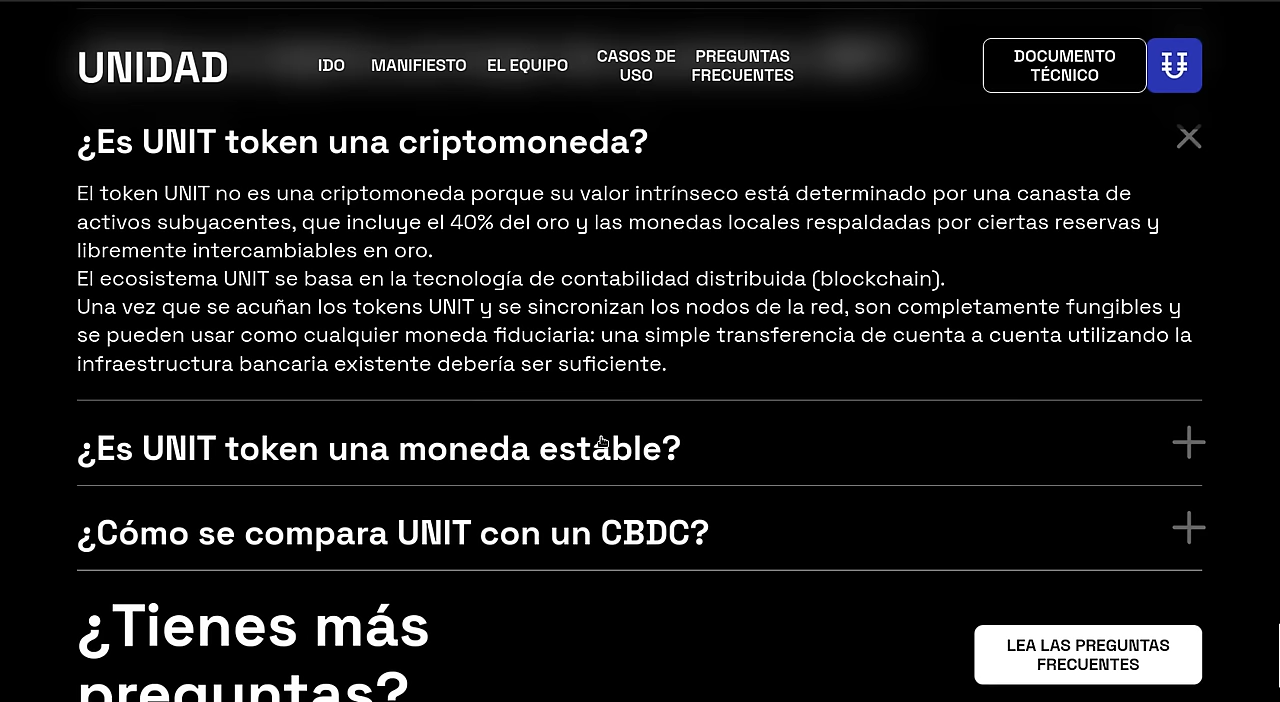 UNIDAD
IDO
MANIFIESTO
EL EQUIPO
CASOS DE
USO
PREGUNTAS
FRECUENTES
DOCUMENTO
TÉCNICO
¿Es UNIT token una criptomoneda?
El token UNIT no es una criptomoneda porque su valor intrínseco está determinado por una canasta de
activos subyacentes, que incluye el 40% del oro y las monedas locales respaldadas por ciertas reservas y
libremente intercambiables en oro.
El ecosistema UNIT se basa en la tecnología de contabilidad distribuida (blockchain).
Una vez que se acuñan los tokens UNIT y se sincronizan los nodos de la red, son completamente fungibles y
se pueden usar como cualquier moneda fiduciaria: una simple transferencia de cuenta a cuenta utilizando la
infraestructura bancaria existente debería ser suficiente.
¿Es UNIT token una moneda estable?
¿Cómo se compara UNIT con un CBDC?
¿Tienes más
preguntas?
LEA LAS PREGUNTAS
FRECUENTES